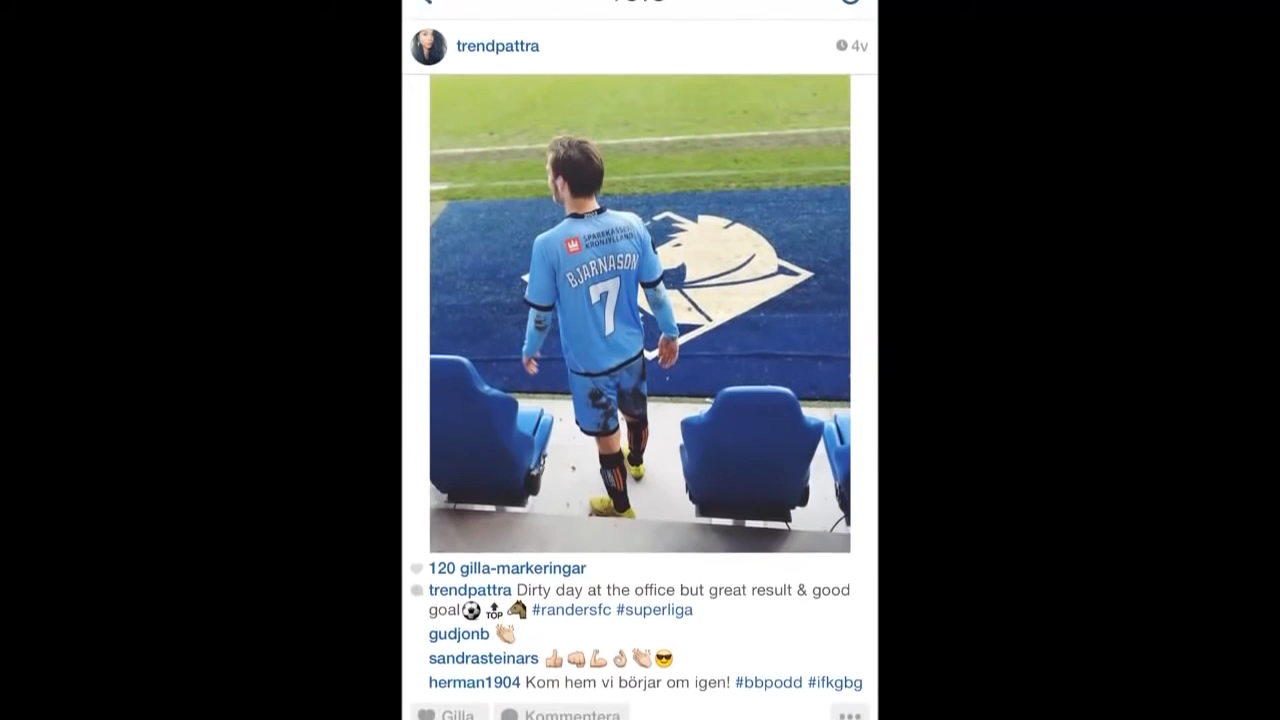 trendpattra
4v
SPAREKASSEN
KRONJYLLAND
BJARNASON
7
120 gilla-markeringar
trendpattra Dirty day at the office but great result & good
goal⚽🔝🐴 #randersfc #superliga
gudjonb 👏
sandrasteinars 👍👊💪👌👏😎
herman1904 Kom hem vi börjar om igen! #bbpodd #ifkgbg
Gilla Kommentera